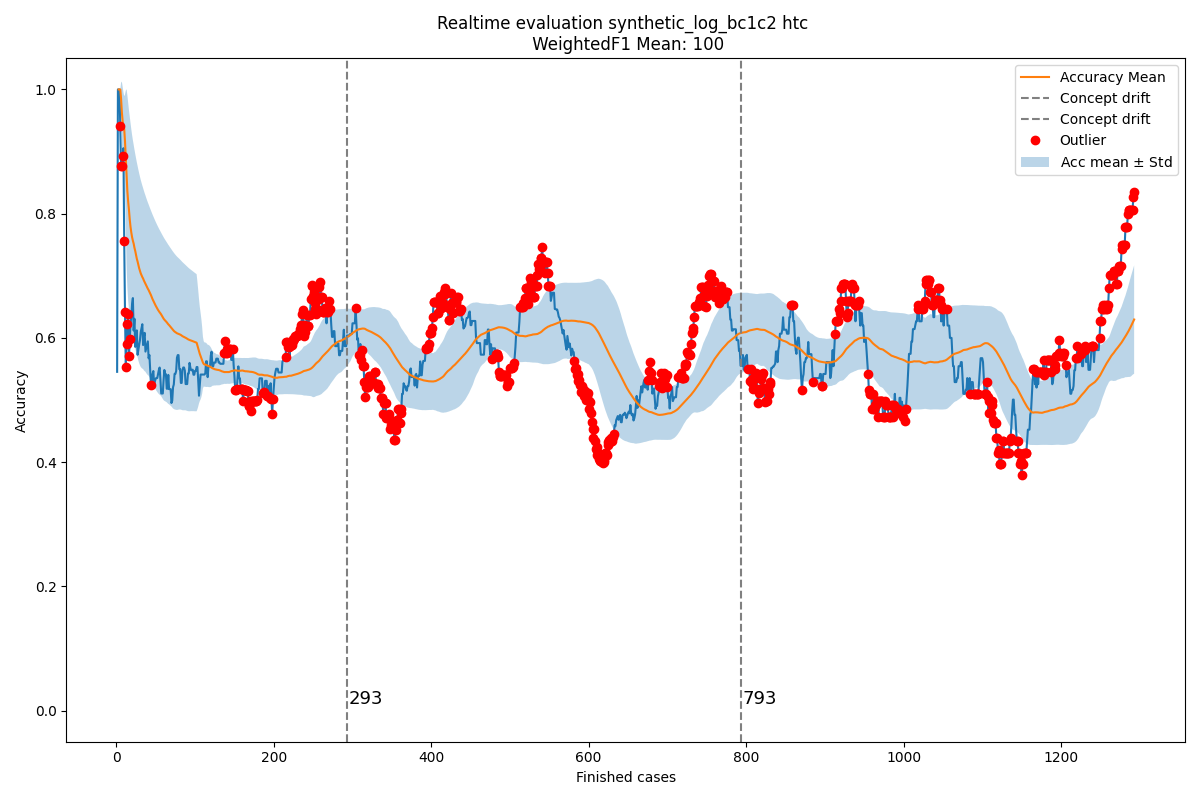 Realtime evaluation synthetic_log_bc1c2 htc
WeightedF1 Mean: 100
Accuracy Mean
Concept drift
Concept drift
Outlier
Acc mean ± Std
1.0
0.8
0.6
0.4
0.2
0.0
Accuracy
293
793
0
200
400
600
800
1000
1200
Finished cases